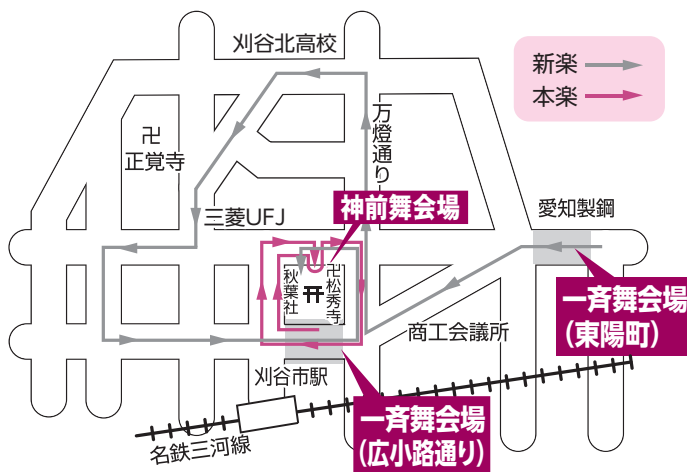 刈谷北高校
新楽
本楽
万燈通り
卍
正覚寺
三菱UFJ
神前舞会場
愛知製鋼
秋葉社
卍松秀寺
一斉舞会場
(東陽町)
商工会議所
刈谷市駅
一斉舞会場
(広小路通り)
名鉄三河線